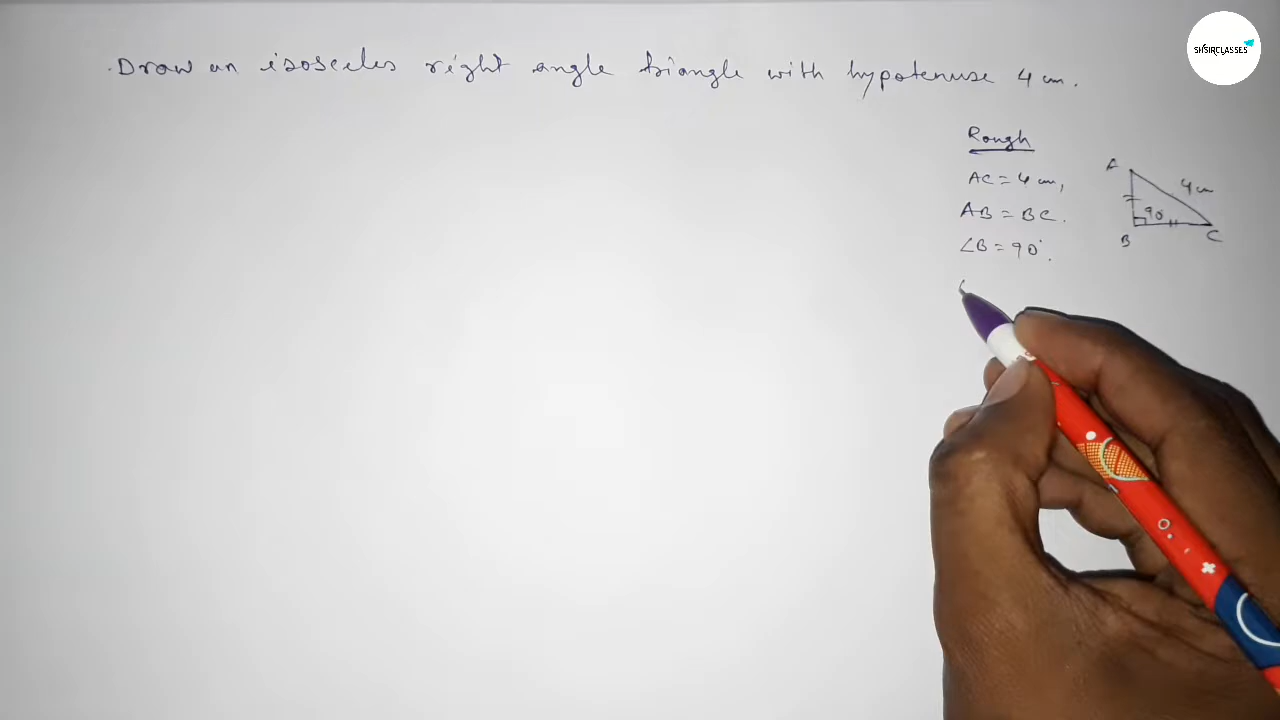 Draw an isosceles right angle triangle with hypotenuse 4 cm.
SHSIRCLASSES
Rough
AC = 4 cm,
AB = BC.
∠B = 90°.
A
4 cm
90
B
C